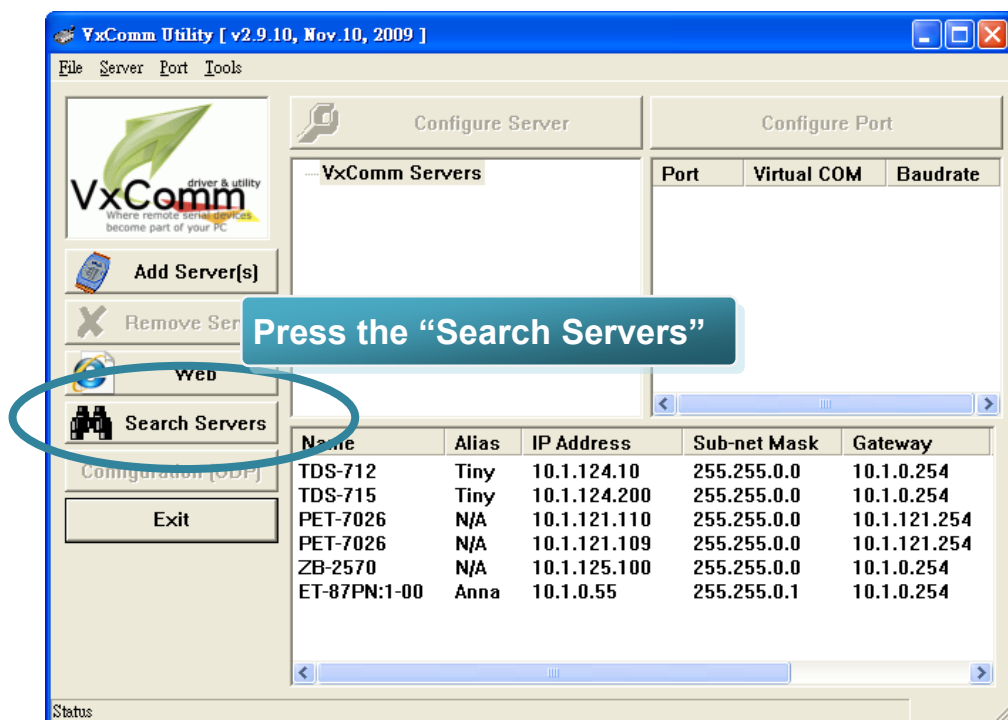 VxComm Utility [ v2.9.10, Nov.10, 2009 ]
File Server Port Tools
VxComm
driver & utility
Where remote serial devices
become part of your PC
Configure Server
Configure Port
VxComm Servers
Port Virtual COM Baudrate
Add Server(s)
Remove Ser
Press the “Search Servers”
Web
Search Servers
Configuration (UDP)
Exit
Name Alias IP Address Sub-net Mask Gateway
TDS-712 Tiny 10.1.124.10 255.255.0.0 10.1.0.254
TDS-715 Tiny 10.1.124.200 255.255.0.0 10.1.0.254
PET-7026 N/A 10.1.121.110 255.255.0.0 10.1.121.254
PET-7026 N/A 10.1.121.109 255.255.0.0 10.1.121.254
ZB-2570 N/A 10.1.125.100 255.255.0.0 10.1.0.254
ET-87PN:1-00 Anna 10.1.0.55 255.255.0.1 10.1.0.254
Status